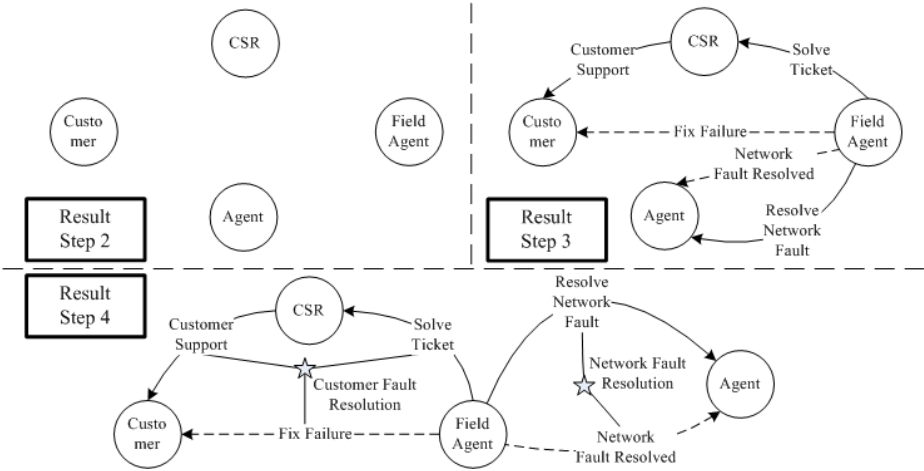 CSR
Custo
mer
Field
Agent
Agent
Result
Step 2
CSR
Customer
Support
Solve
Ticket
Custo
mer
Fix Failure
Field
Agent
Network
Fault Resolved
Agent
Resolve
Network
Fault
Result
Step 3
Result
Step 4
CSR
Customer
Support
Solve
Ticket
Customer Fault
Resolution
Custo
mer
Fix Failure
Field
Agent
Resolve
Network
Fault
Network Fault
Resolution
Agent
Network
Fault Resolved